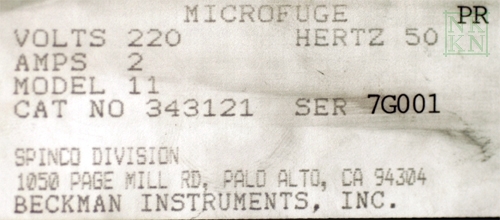 MICROFUGE PR
VOLTS 220 HERTZ 50
AMPS 2
MODEL 11
CAT NO 343121 SER 7G001
SPINCO DIVISION
1050 PAGE MILL RD, PALO ALTO, CA 94304
BECKMAN INSTRUMENTS, INC.